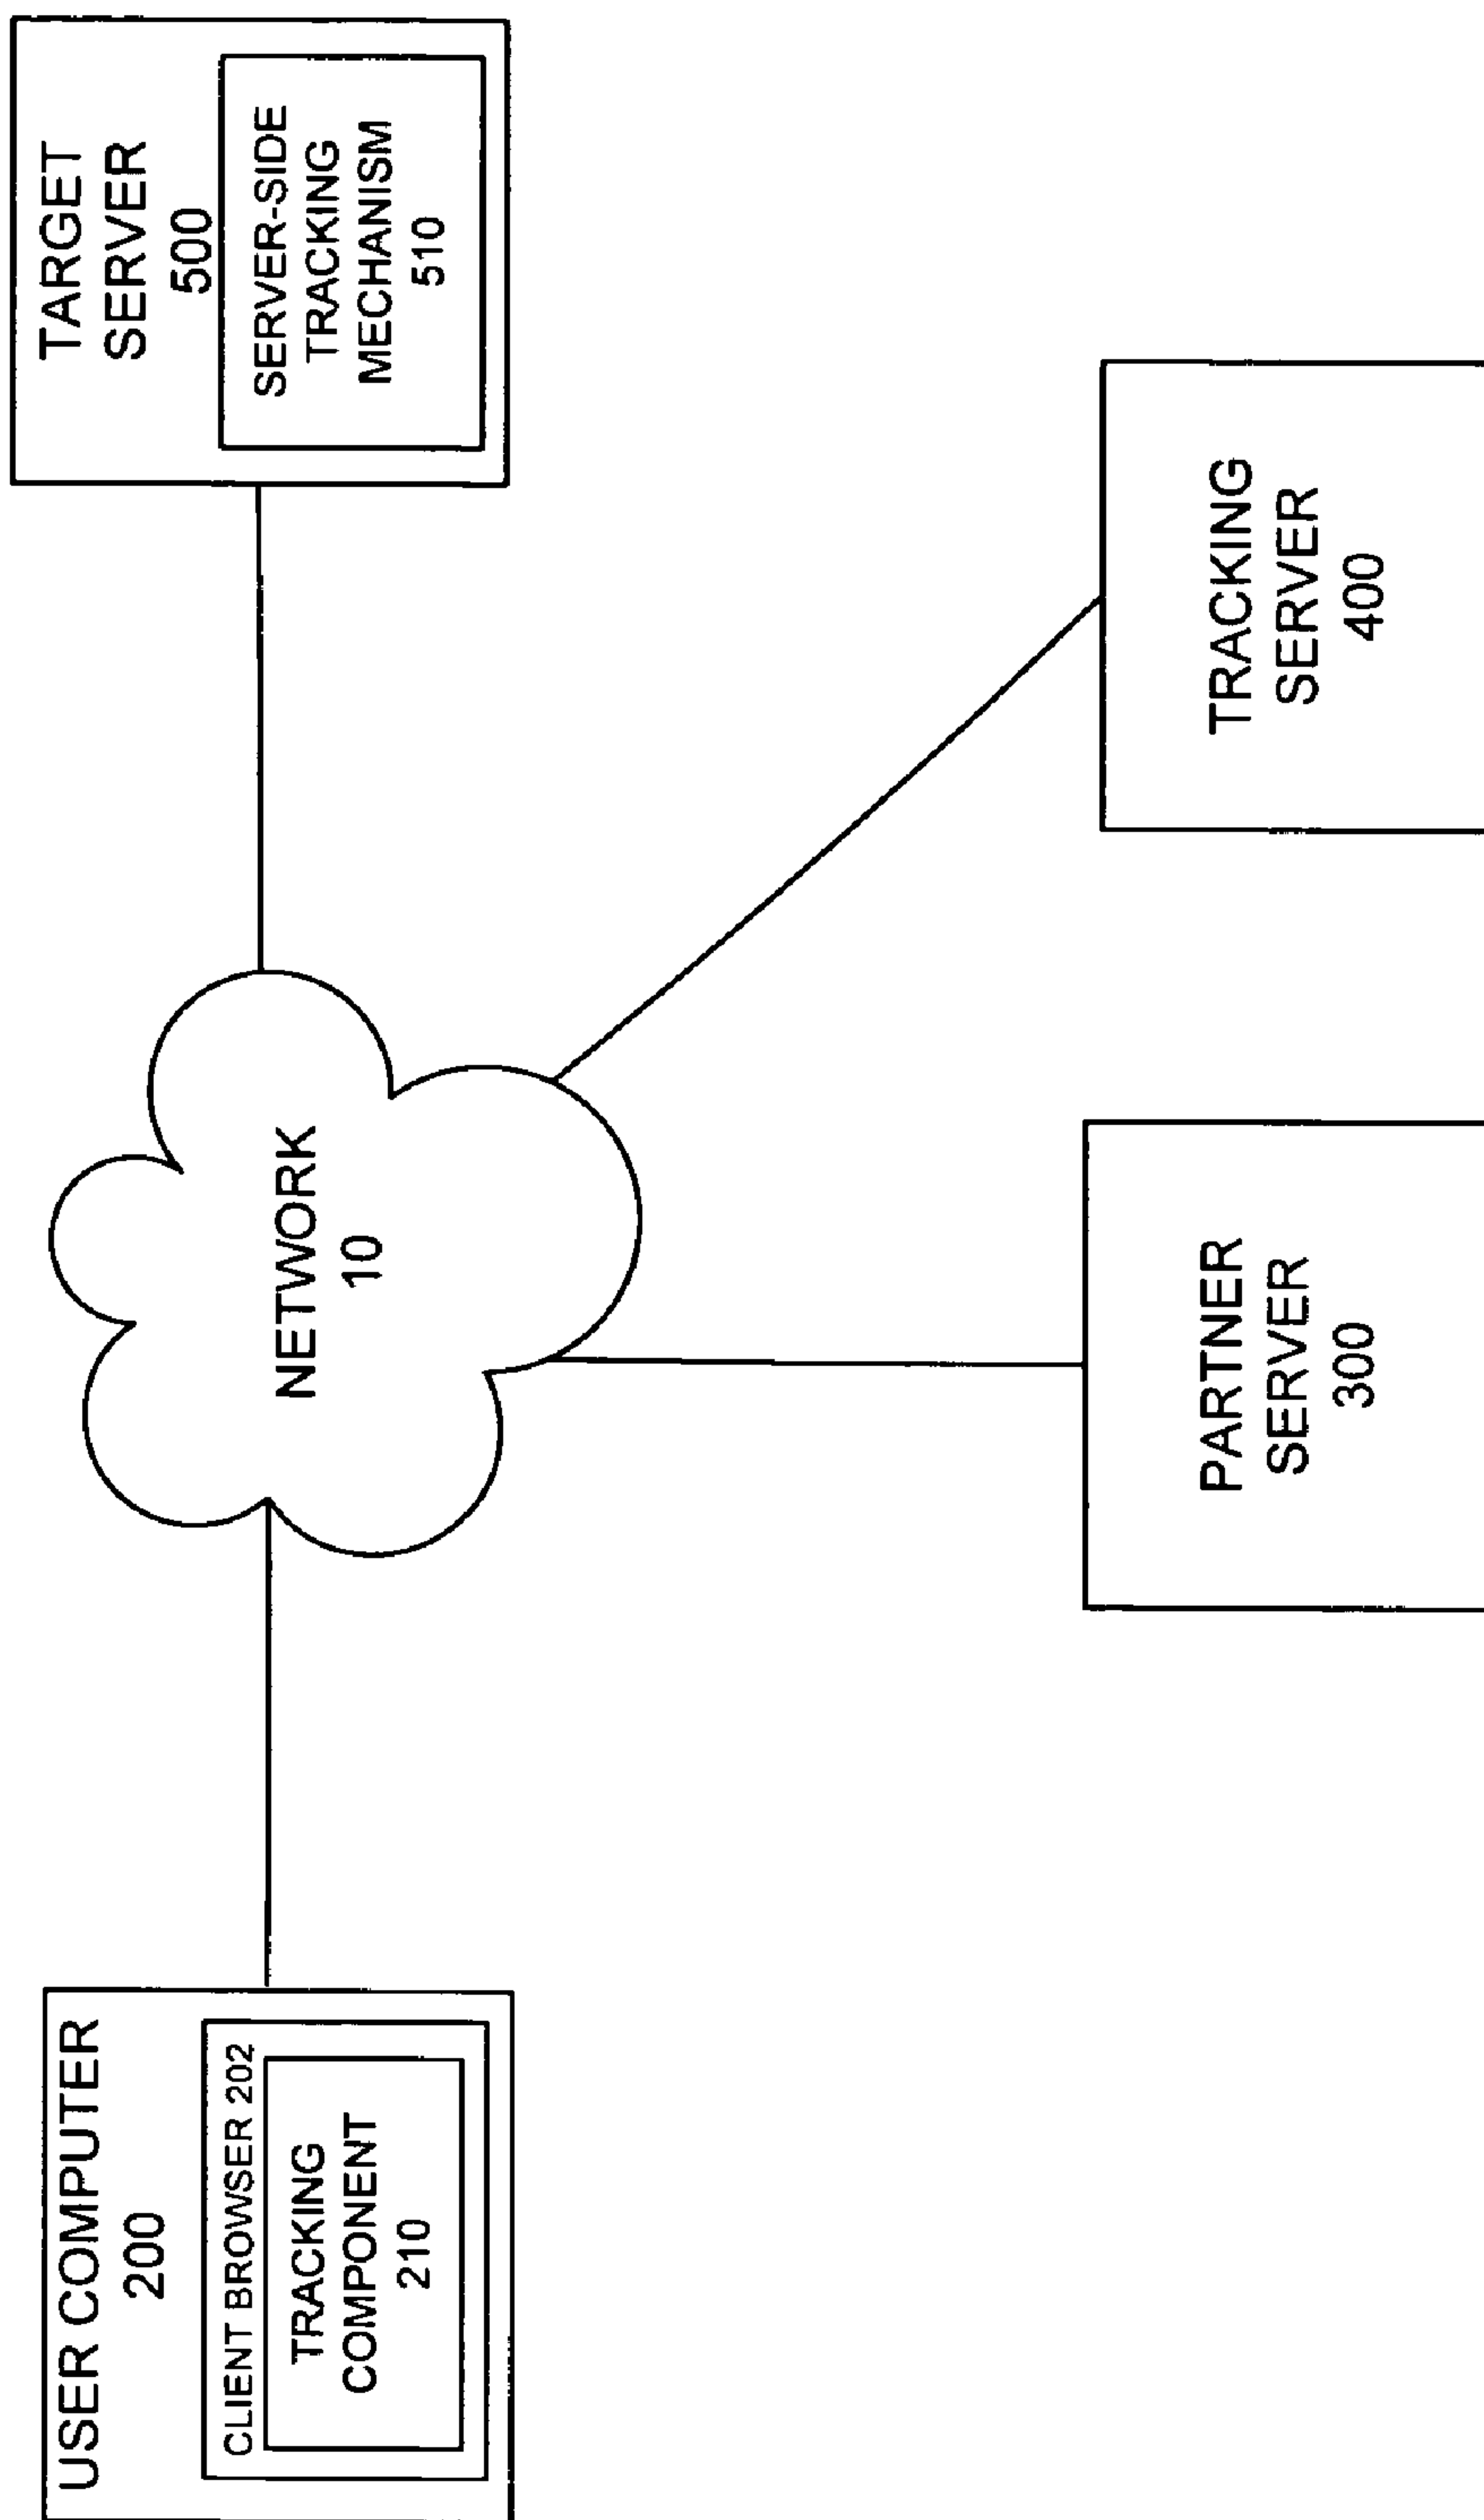 USER COMPUTER
200
CLIENT BROWSER 202
TRACKING
COMPONENT
210
NETWORK
10
TARGET
SERVER
500
SERVER-SIDE
TRACKING
MECHANISM
510
PARTNER
SERVER
300
TRACKING
SERVER
400